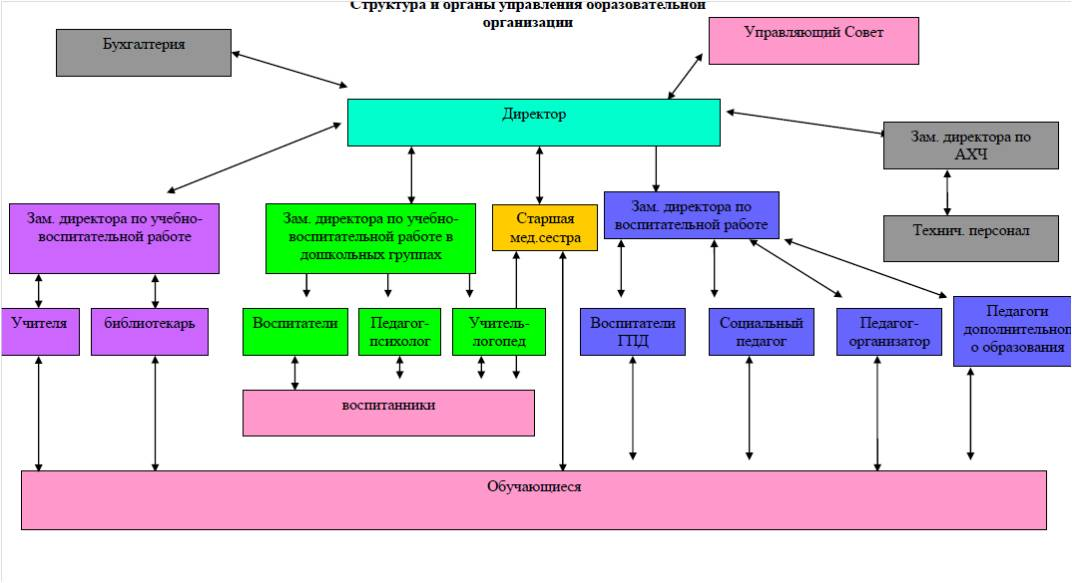 Структура и органы управления образовательной
организации
Бухгалтерия
Управляющий Совет
Директор
Зам. директора по
АХЧ
Зам. директора по учебно-
воспитательной работе
Зам. директора по учебно-
воспитательной работе в
дошкольных группах
Старшая
мед.сестра
Зам. директора по
воспитательной работе
Технич. персонал
Учителя
библиотекарь
Воспитатели
Педагог-
психолог
Учитель-
логопед
Воспитатели
ГПД
Социальный
педагог
Педагог-
организатор
Педагоги
дополнительног
о образования
воспитанники
Обучающиеся